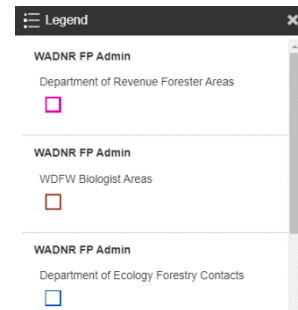 Legend
WADNR FP Admin
Department of Revenue Forester Areas
WADNR FP Admin
WDFW Biologist Areas
WADNR FP Admin
Department of Ecology Forestry Contacts